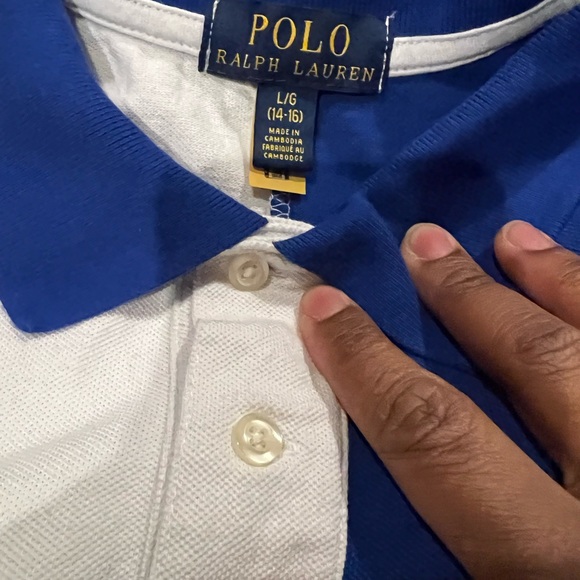 POLO
RALPH LAUREN
L/G
(14-16)
MADE IN
CAMBODIA
FABRIQUÉ AU
CAMBODGE